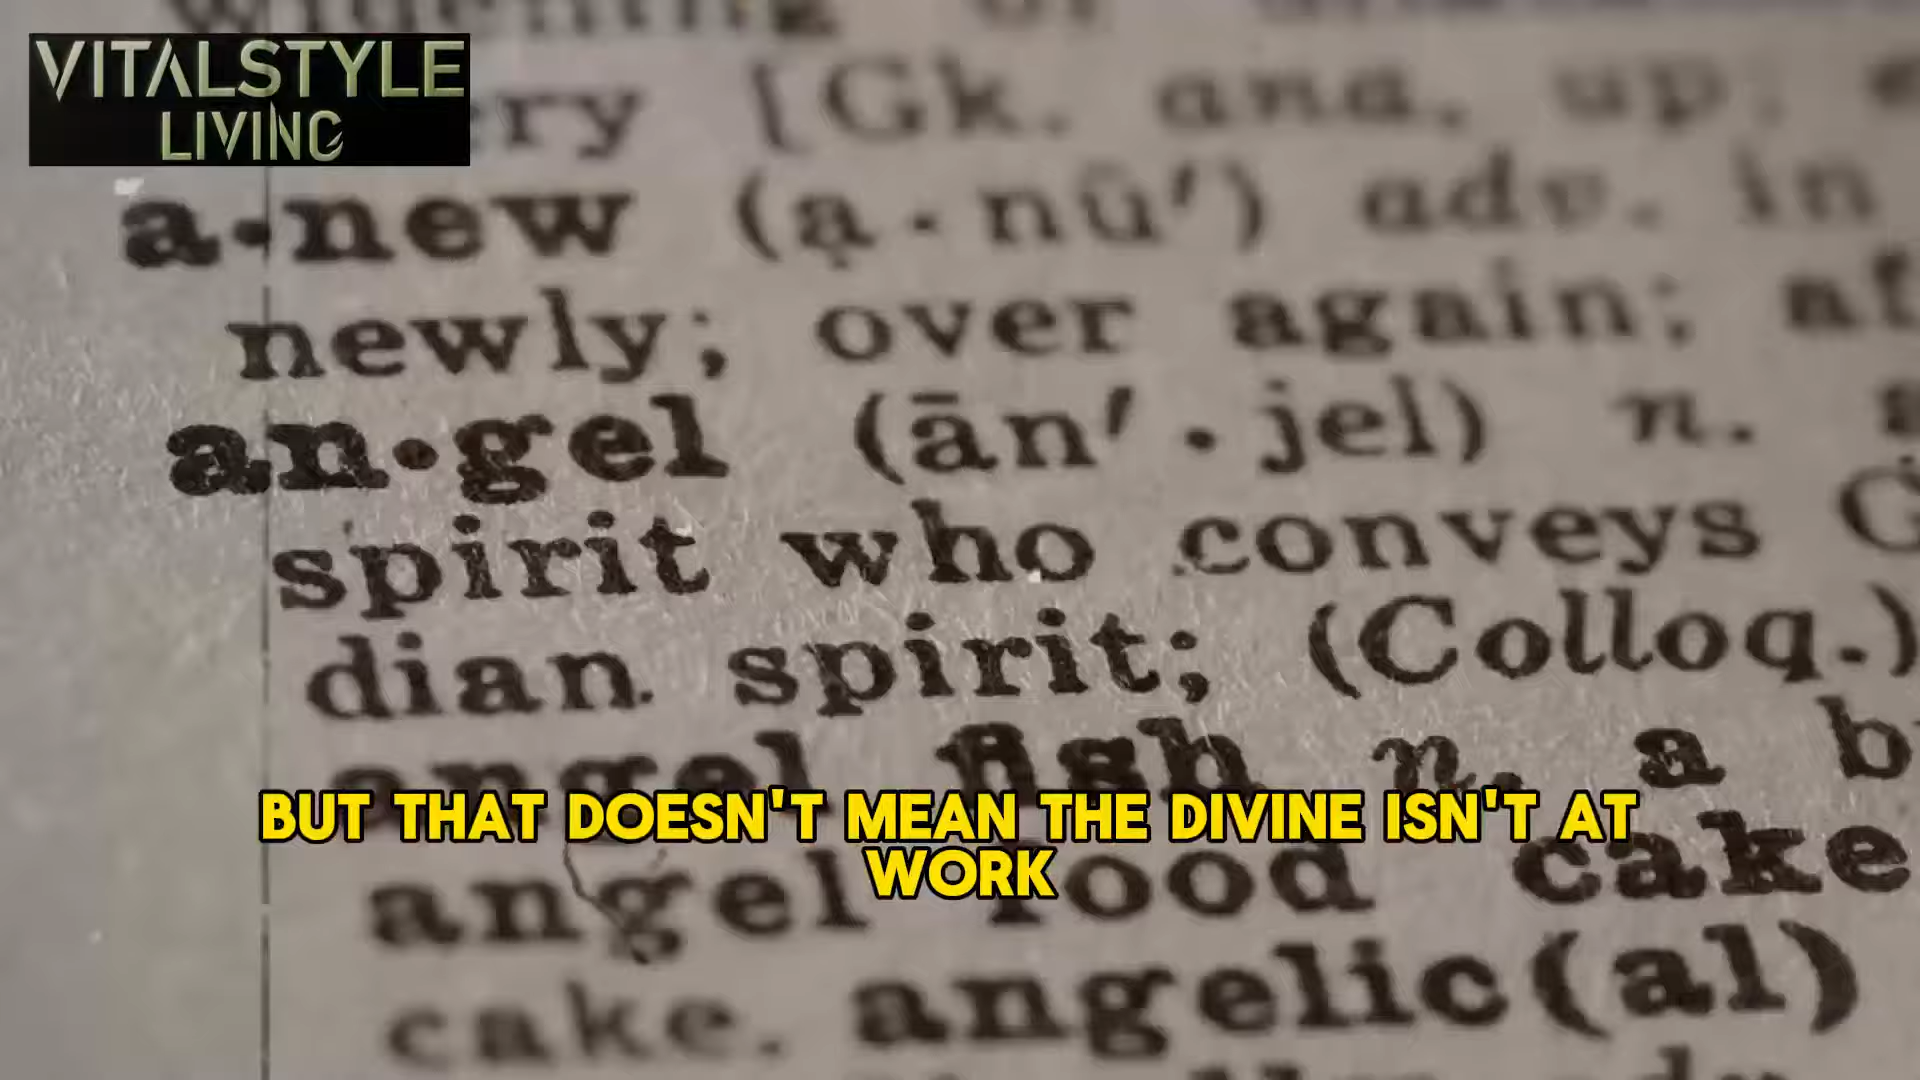 VITALSTYLE
LIVING
ry [Gk. ana, up;
a·new (ạ·nū′) adv. in
newly; over again;
an·gel (ān′·jel) n.
spirit who conveys
dian spirit; (Colloq.)
angel fish n. a
BUT THAT DOESN'T MEAN THE DIVINE ISN'T AT
WORK
angel food cake
cake. angelic(al)